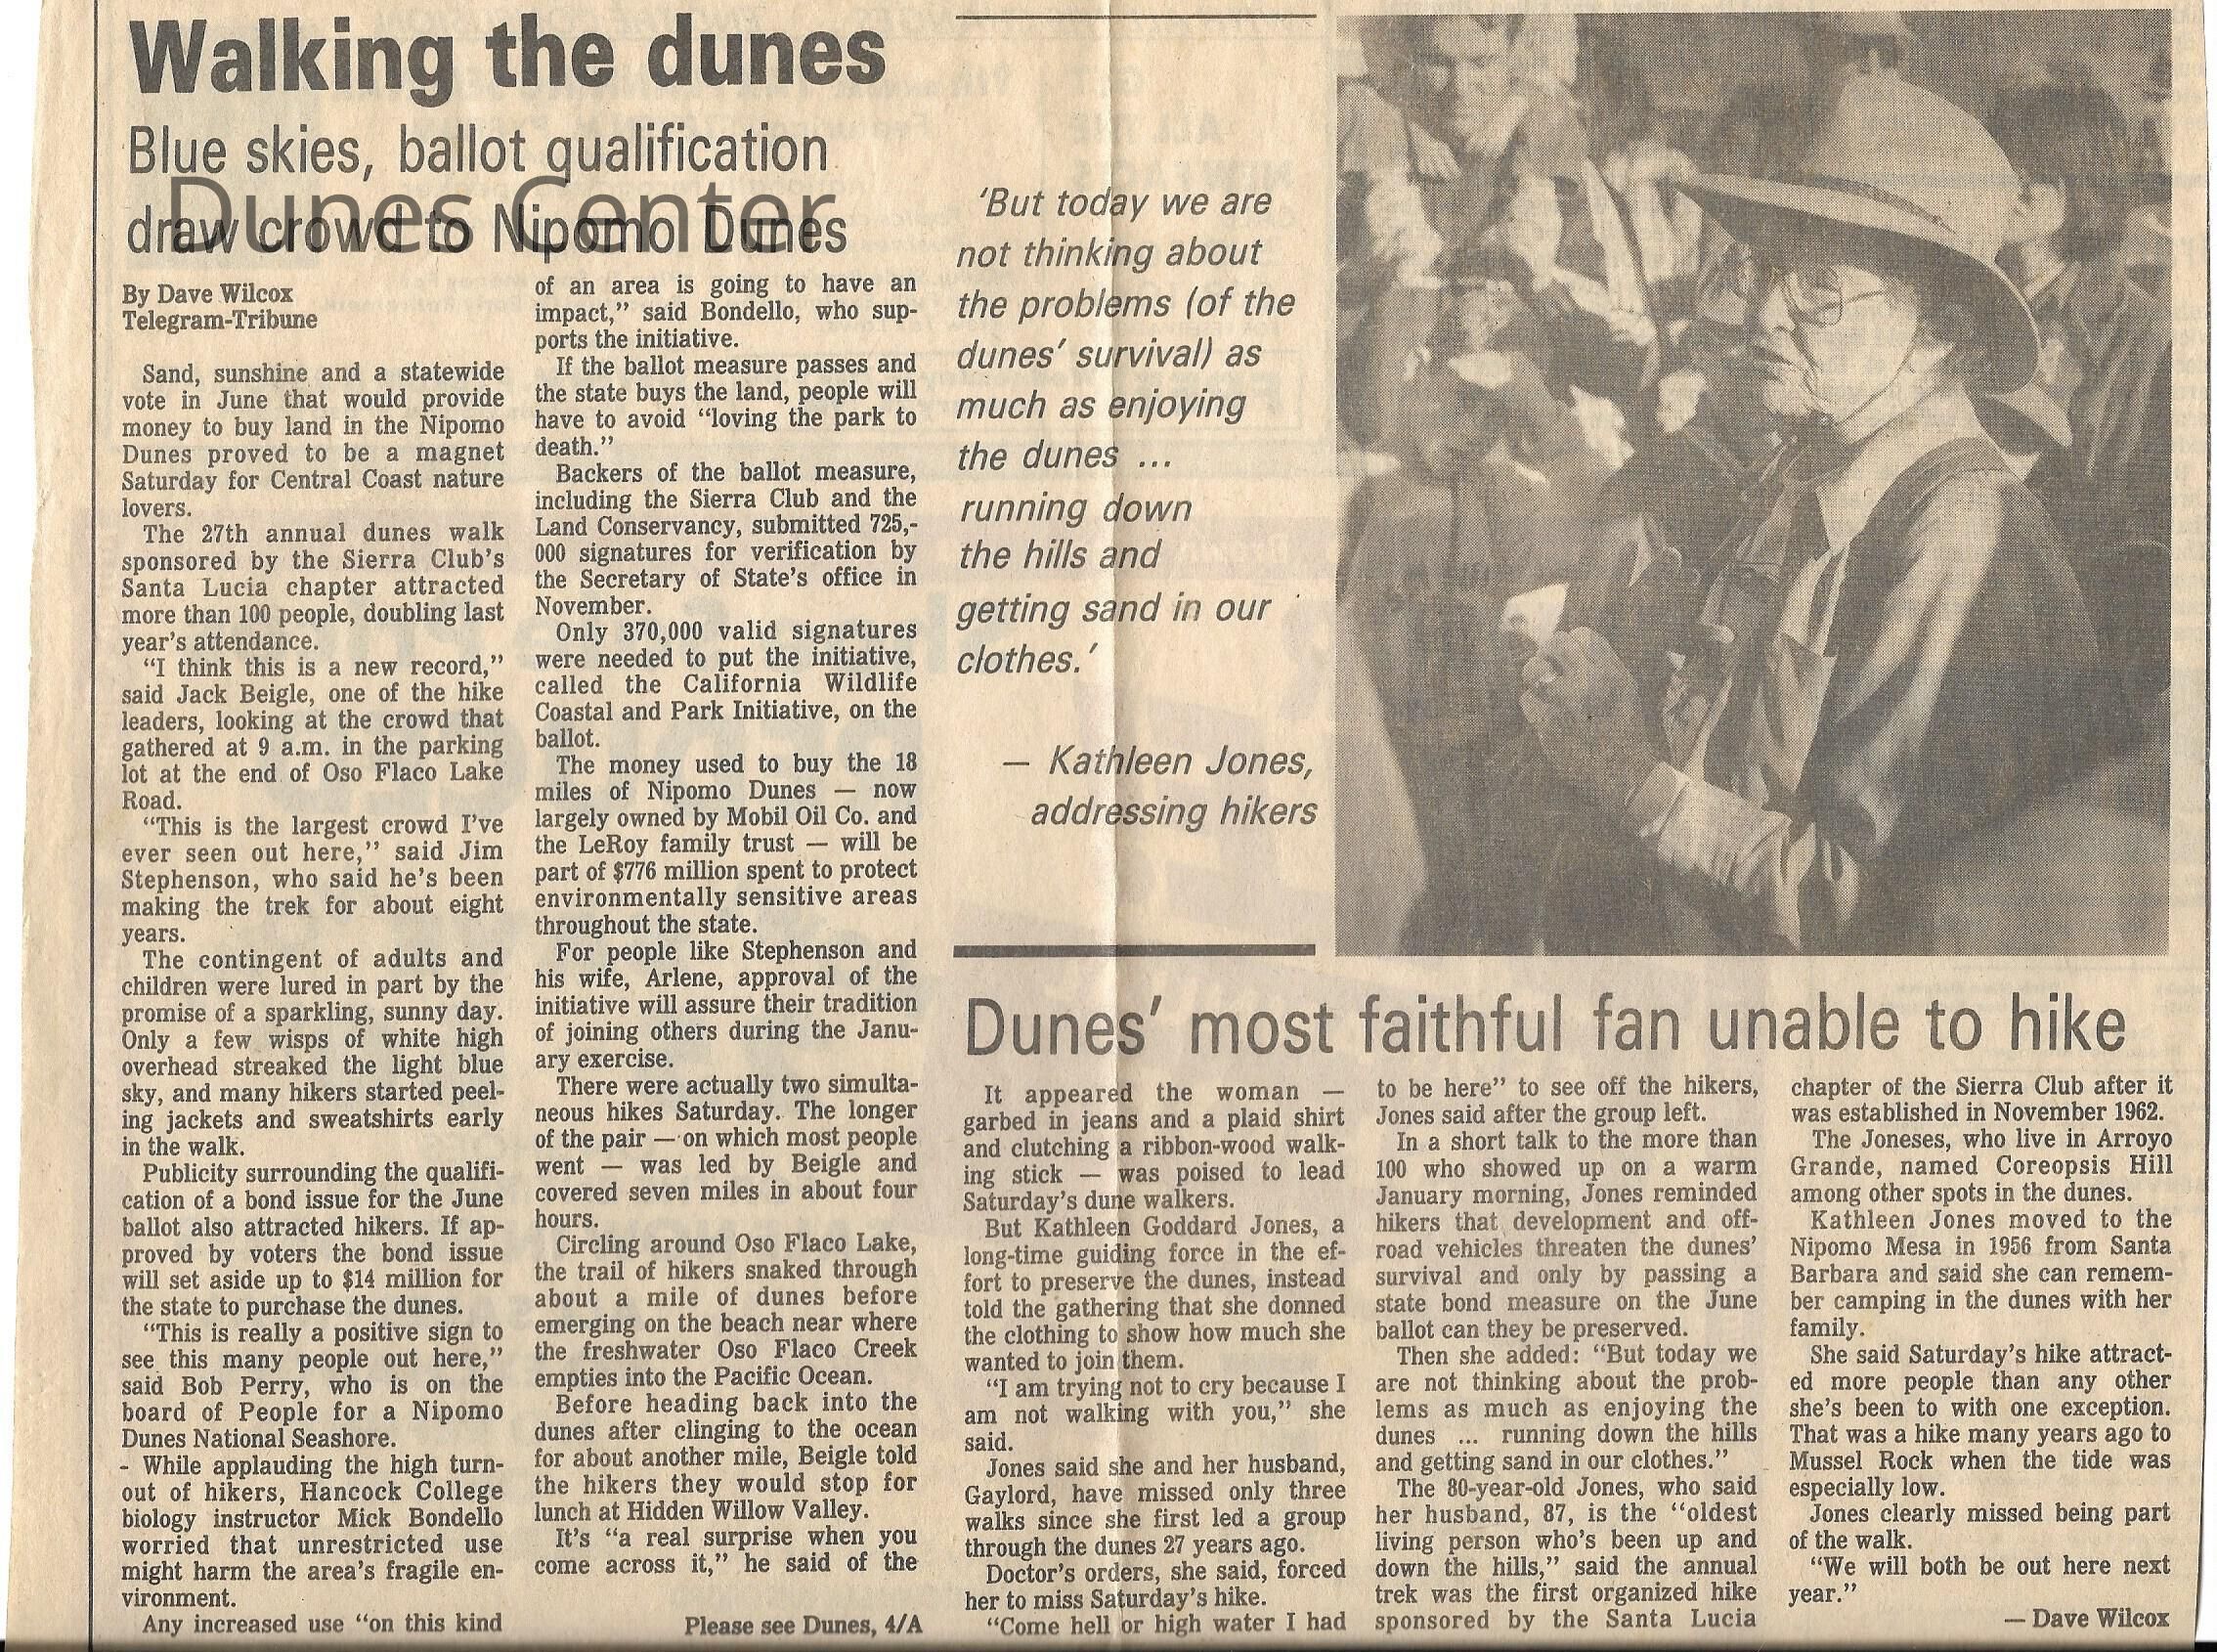 Walking the dunes
Blue skies, ballot qualification
draw crowd to Nipomo Dunes
Dunes Center
By Dave Wilcox
Telegram-Tribune
Sand, sunshine and a statewide
vote in June that would provide
money to buy land in the Nipomo
Dunes proved to be a magnet
Saturday for Central Coast nature
lovers.
The 27th annual dunes walk
sponsored by the Sierra Club's
Santa Lucia chapter attracted
more than 100 people, doubling last
year's attendance.
"I think this is a new record,"
said Jack Beigle, one of the hike
leaders, looking at the crowd that
gathered at 9 a.m. in the parking
lot at the end of Oso Flaco Lake
Road.
"This is the largest crowd I've
ever seen out here," said Jim
Stephenson, who said he's been
making the trek for about eight
years.
The contingent of adults and
children were lured in part by the
promise of a sparkling, sunny day.
Only a few wisps of white high
overhead streaked the light blue
sky, and many hikers started peel-
ing jackets and sweatshirts early
in the walk.
Publicity surrounding the qualifi-
cation of a bond issue for the June
ballot also attracted hikers. If ap-
proved by voters the bond issue
will set aside up to $14 million for
the state to purchase the dunes.
"This is really a positive sign to
see this many people out here,"
said Bob Perry, who is on the
board of People for a Nipomo
Dunes National Seashore.
- While applauding the high turn-
out of hikers, Hancock College
biology instructor Mick Bondello
worried that unrestricted use
might harm the area's fragile en-
vironment.
Any increased use "on this kind
of an area is going to have an
impact," said Bondello, who sup-
ports the initiative.
If the ballot measure passes and
the state buys the land, people will
have to avoid "loving the park to
death."
Backers of the ballot measure,
including the Sierra Club and the
Land Conservancy, submitted 725,-
000 signatures for verification by
the Secretary of State's office in
November.
Only 370,000 valid signatures
were needed to put the initiative,
called the California Wildlife
Coastal and Park Initiative, on the
ballot.
The money used to buy the 18
miles of Nipomo Dunes — now
largely owned by Mobil Oil Co. and
the LeRoy family trust — will be
part of $776 million spent to protect
environmentally sensitive areas
throughout the state.
For people like Stephenson and
his wife, Arlene, approval of the
initiative will assure their tradition
of joining others during the Janu-
ary exercise.
There were actually two simulta-
neous hikes Saturday. The longer
of the pair — on which most people
went — was led by Beigle and
covered seven miles in about four
hours.
Circling around Oso Flaco Lake,
the trail of hikers snaked through
about a mile of dunes before
emerging on the beach near where
the freshwater Oso Flaco Creek
empties into the Pacific Ocean.
Before heading back into the
dunes after clinging to the ocean
for about another mile, Beigle told
the hikers they would stop for
lunch at Hidden Willow Valley.
It's "a real surprise when you
come across it," he said of the
Please see Dunes, 4/A
'But today we are
not thinking about
the problems (of the
dunes' survival) as
much as enjoying
the dunes ...
running down
the hills and
getting sand in our
clothes.'
— Kathleen Jones,
addressing hikers
Dunes' most faithful fan unable to hike
It appeared the woman —
garbed in jeans and a plaid shirt
and clutching a ribbon-wood walk-
ing stick — was poised to lead
Saturday's dune walkers.
But Kathleen Goddard Jones, a
long-time guiding force in the ef-
fort to preserve the dunes, instead
told the gathering that she donned
the clothing to show how much she
wanted to join them.
"I am trying not to cry because I
am not walking with you," she
said.
Jones said she and her husband,
Gaylord, have missed only three
walks since she first led a group
through the dunes 27 years ago.
Doctor's orders, she said, forced
her to miss Saturday's hike.
"Come hell or high water I had
to be here" to see off the hikers,
Jones said after the group left.
In a short talk to the more than
100 who showed up on a warm
January morning, Jones reminded
hikers that development and off-
road vehicles threaten the dunes'
survival and only by passing a
state bond measure on the June
ballot can they be preserved.
Then she added: "But today we
are not thinking about the prob-
lems as much as enjoying the
dunes ... running down the hills
and getting sand in our clothes."
The 80-year-old Jones, who said
her husband, 87, is the "oldest
living person who's been up and
down the hills," said the annual
trek was the first organized hike
sponsored by the Santa Lucia
chapter of the Sierra Club after it
was established in November 1962.
The Joneses, who live in Arroyo
Grande, named Coreopsis Hill
among other spots in the dunes.
Kathleen Jones moved to the
Nipomo Mesa in 1956 from Santa
Barbara and said she can remem-
ber camping in the dunes with her
family.
She said Saturday's hike attract-
ed more people than any other
she's been to with one exception.
That was a hike many years ago to
Mussel Rock when the tide was
especially low.
Jones clearly missed being part
of the walk.
"We will both be out here next
year."
— Dave Wilcox